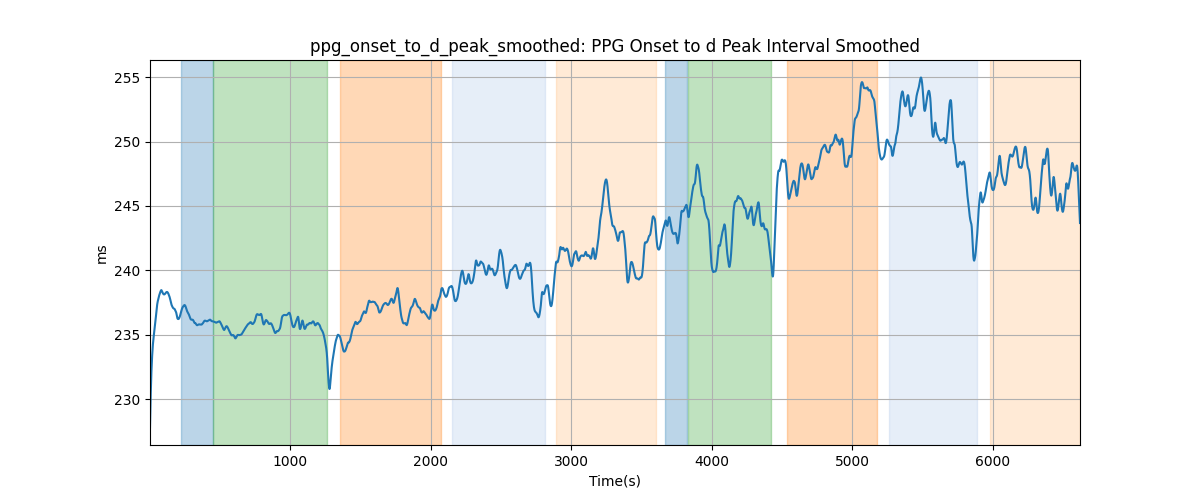 ppg_onset_to_d_peak_smoothed: PPG Onset to d Peak Interval Smoothed
255
250
245
240
235
230
ms
1000 2000 3000 4000 5000 6000
Time(s)